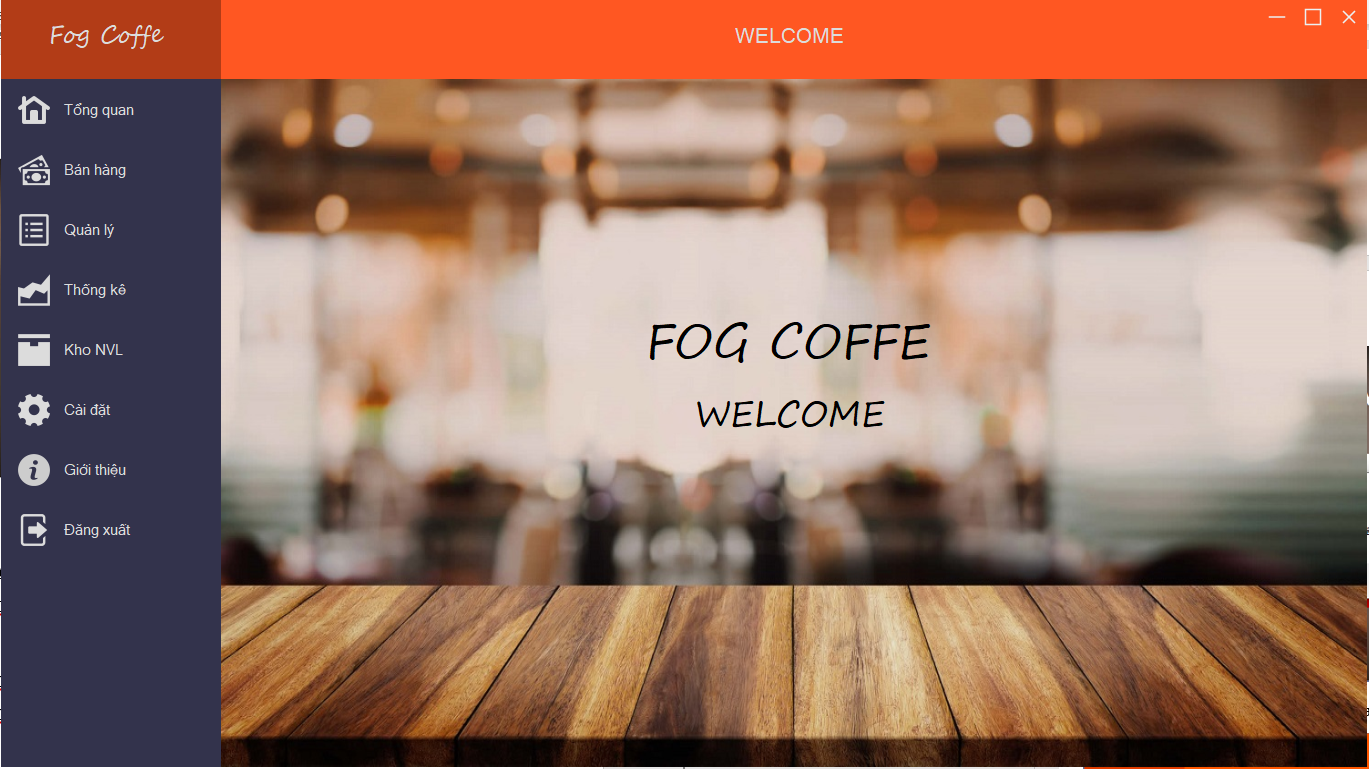 Fog Coffe
WELCOME
Tổng quan
Bán hàng
Quản lý
Thống kê
Kho NVL
Cài đặt
Giới thiệu
Đăng xuất
FOG COFFE
WELCOME